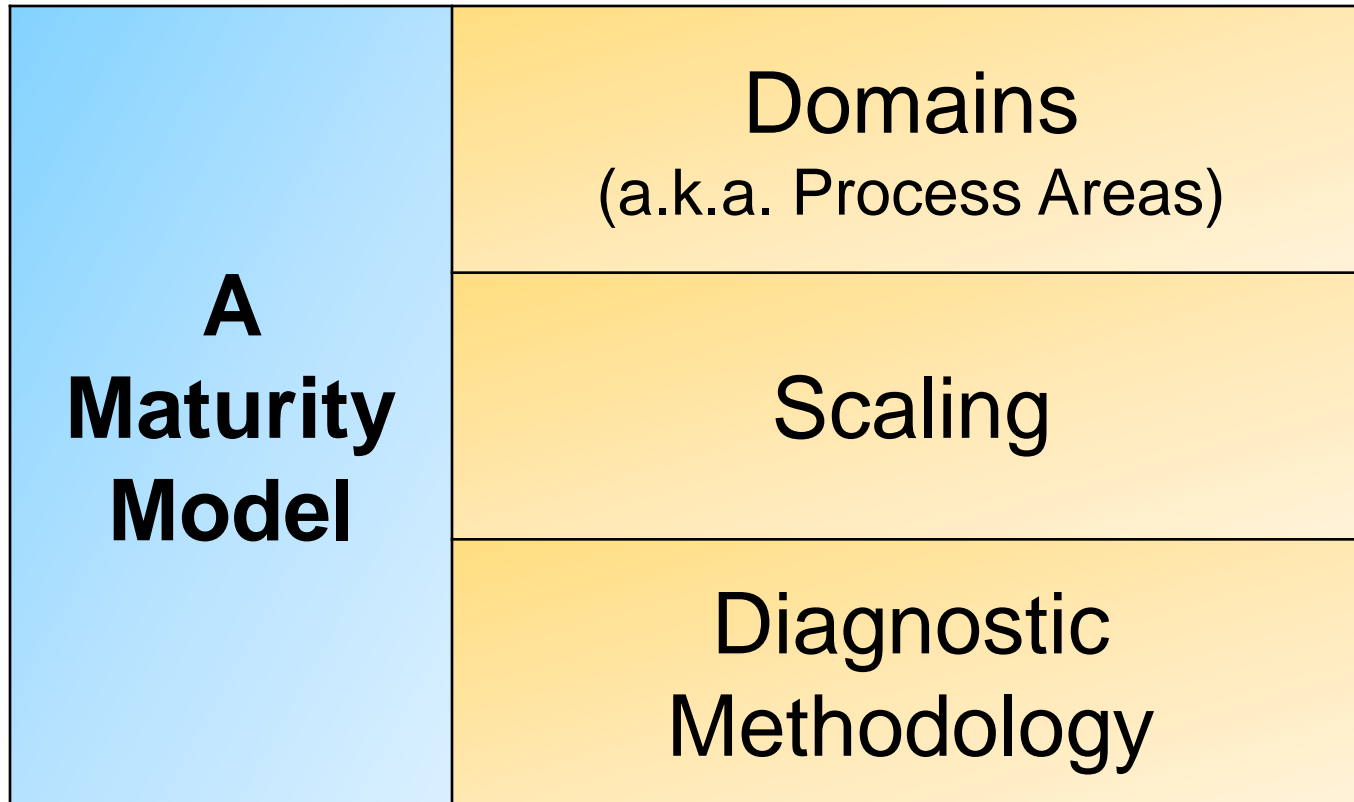 A
Maturity
Model
Domains
(a.k.a. Process Areas)
Scaling
Diagnostic
Methodology